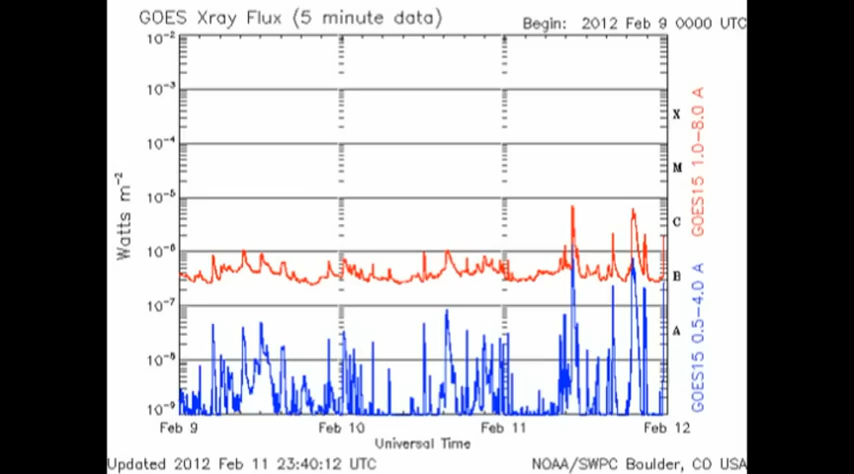 GOES Xray Flux (5 minute data)
Begin: 2012 Feb 9 0000 UTC
10⁻²
10⁻³
10⁻⁴
10⁻⁵
10⁻⁶
10⁻⁷
10⁻⁸
10⁻⁹
Watts m⁻²
X
M
C
B
A
GOES15 1.0-8.0 A
GOES15 0.5-4.0 A
Feb 9
Feb 10
Feb 11
Feb 12
Universal Time
Updated 2012 Feb 11 23:40:12 UTC
NOAA/SWPC Boulder, CO USA